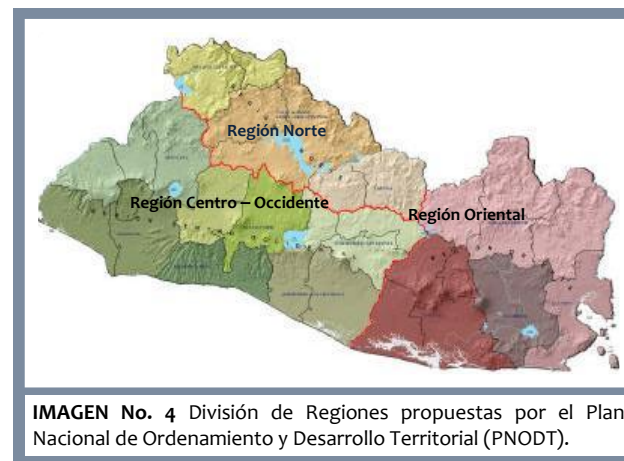 Región Norte
Región Centro – Occidente
Región Oriental
IMAGEN No. 4 División de Regiones propuestas por el Plan
Nacional de Ordenamiento y Desarrollo Territorial (PNODT).